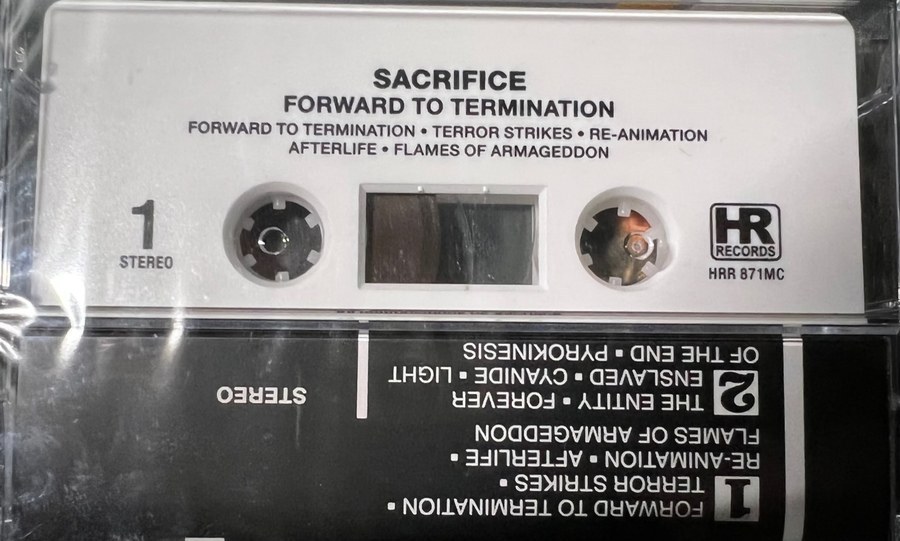 SACRIFICE
FORWARD TO TERMINATION
FORWARD TO TERMINATION • TERROR STRIKES • RE-ANIMATION
AFTERLIFE • FLAMES OF ARMAGEDDON
1
STEREO
HR
RECORDS
HRR 871MC
1 FORWARD TO TERMINATION ▪
TERROR STRIKES ▪
RE-ANIMATION ▪ AFTERLIFE ▪
FLAMES OF ARMAGEDDON
2 THE ENTITY ▪ FOREVER
ENSLAVED ▪ CYANIDE ▪ LIGHT
OF THE END ▪ PYROKINESIS
STEREO